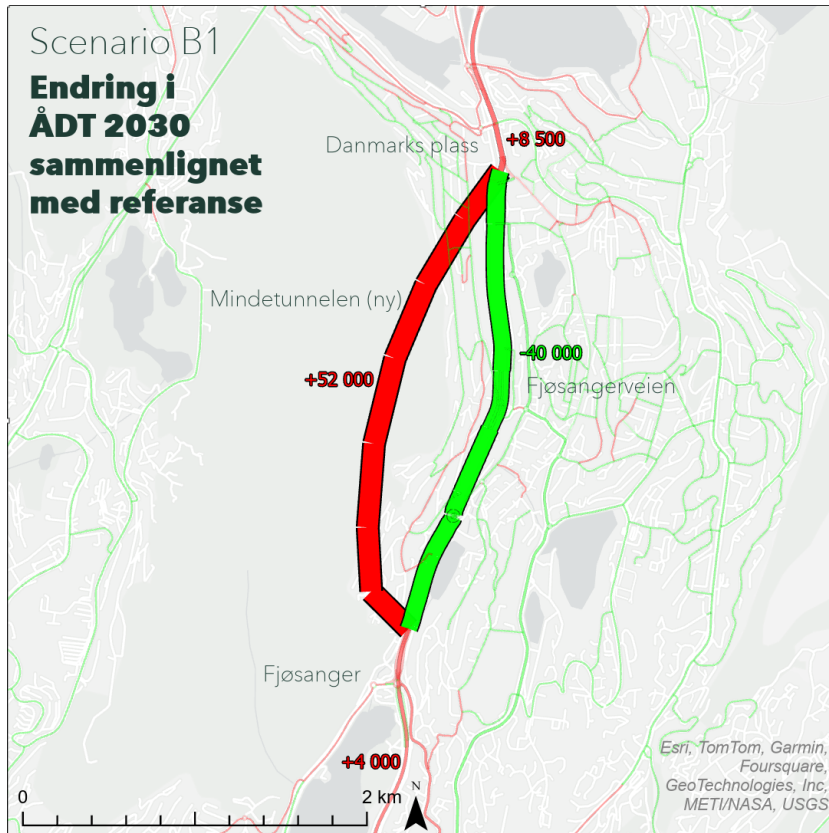 Scenario B1
Endring i
ÅDT 2030
sammenlignet
med referanse
Danmarks plass
+8 500
Mindetunnelen (ny)
-40 000
+52 000
Fjøsangerveien
Fjøsanger
+4 000
N
0
2 km
Esri, TomTom, Garmin,
Foursquare,
GeoTechnologies, Inc,
METI/NASA, USGS